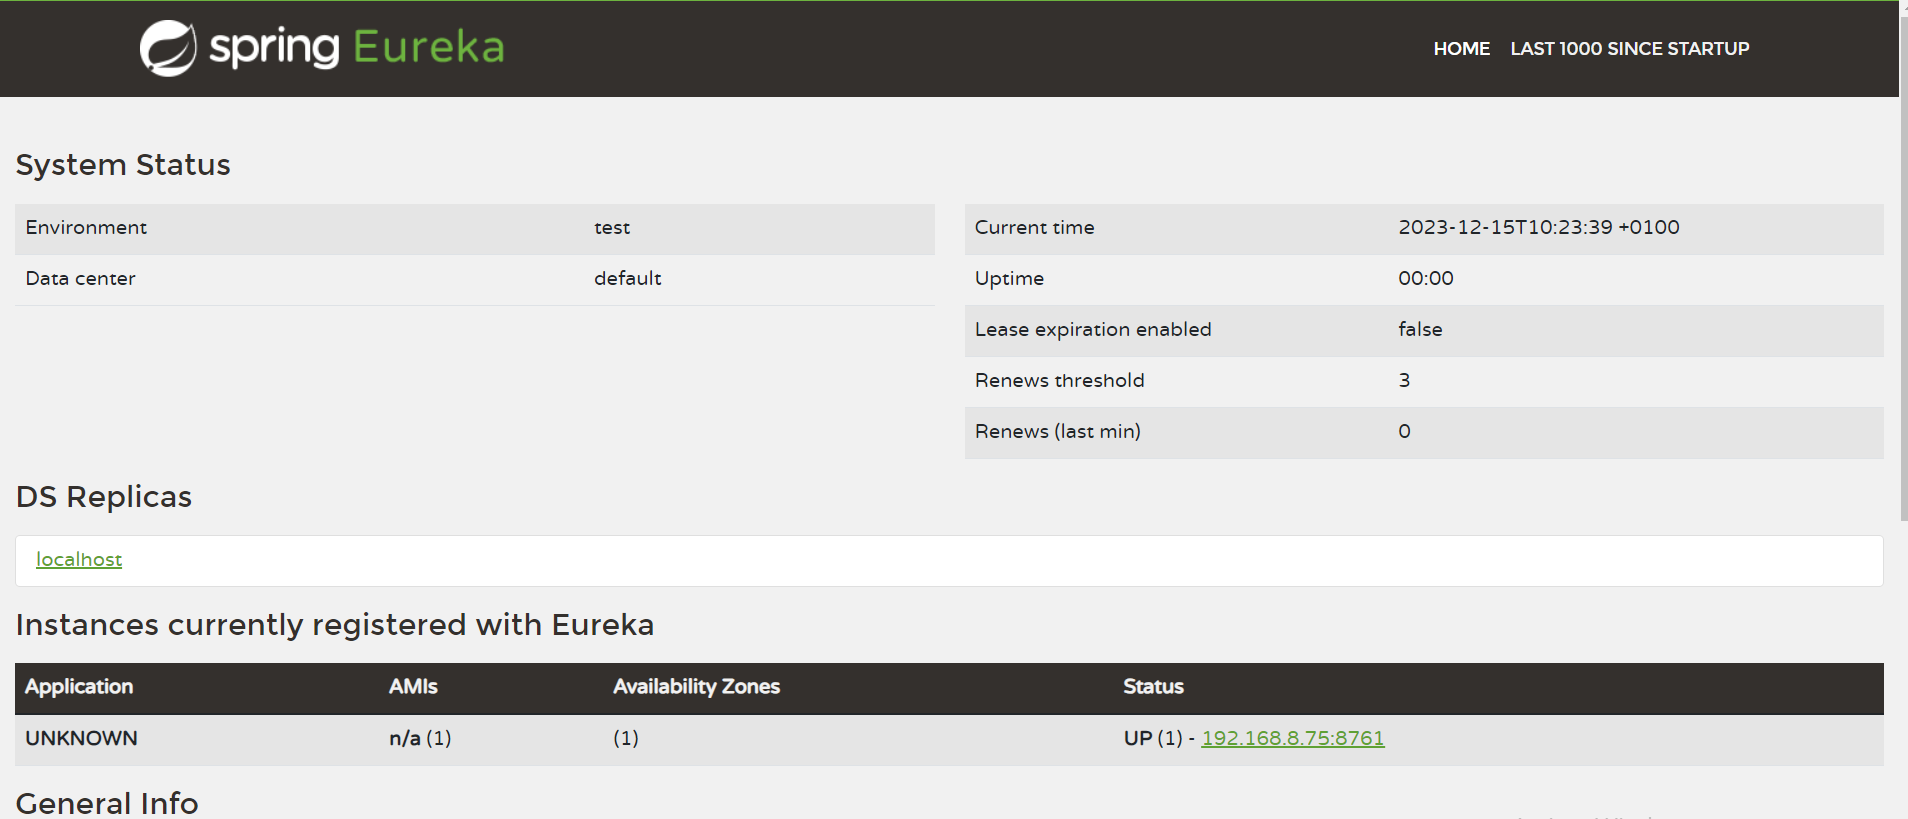 spring Eureka
HOME LAST 1000 SINCE STARTUP
System Status
Environment test
Data center default
Current time 2023-12-15T10:23:39 +0100
Uptime 00:00
Lease expiration enabled false
Renews threshold 3
Renews (last min) 0
DS Replicas
localhost
Instances currently registered with Eureka
Application AMIs Availability Zones Status
UNKNOWN n/a (1) (1) UP (1) - 192.168.8.75:8761
General Info